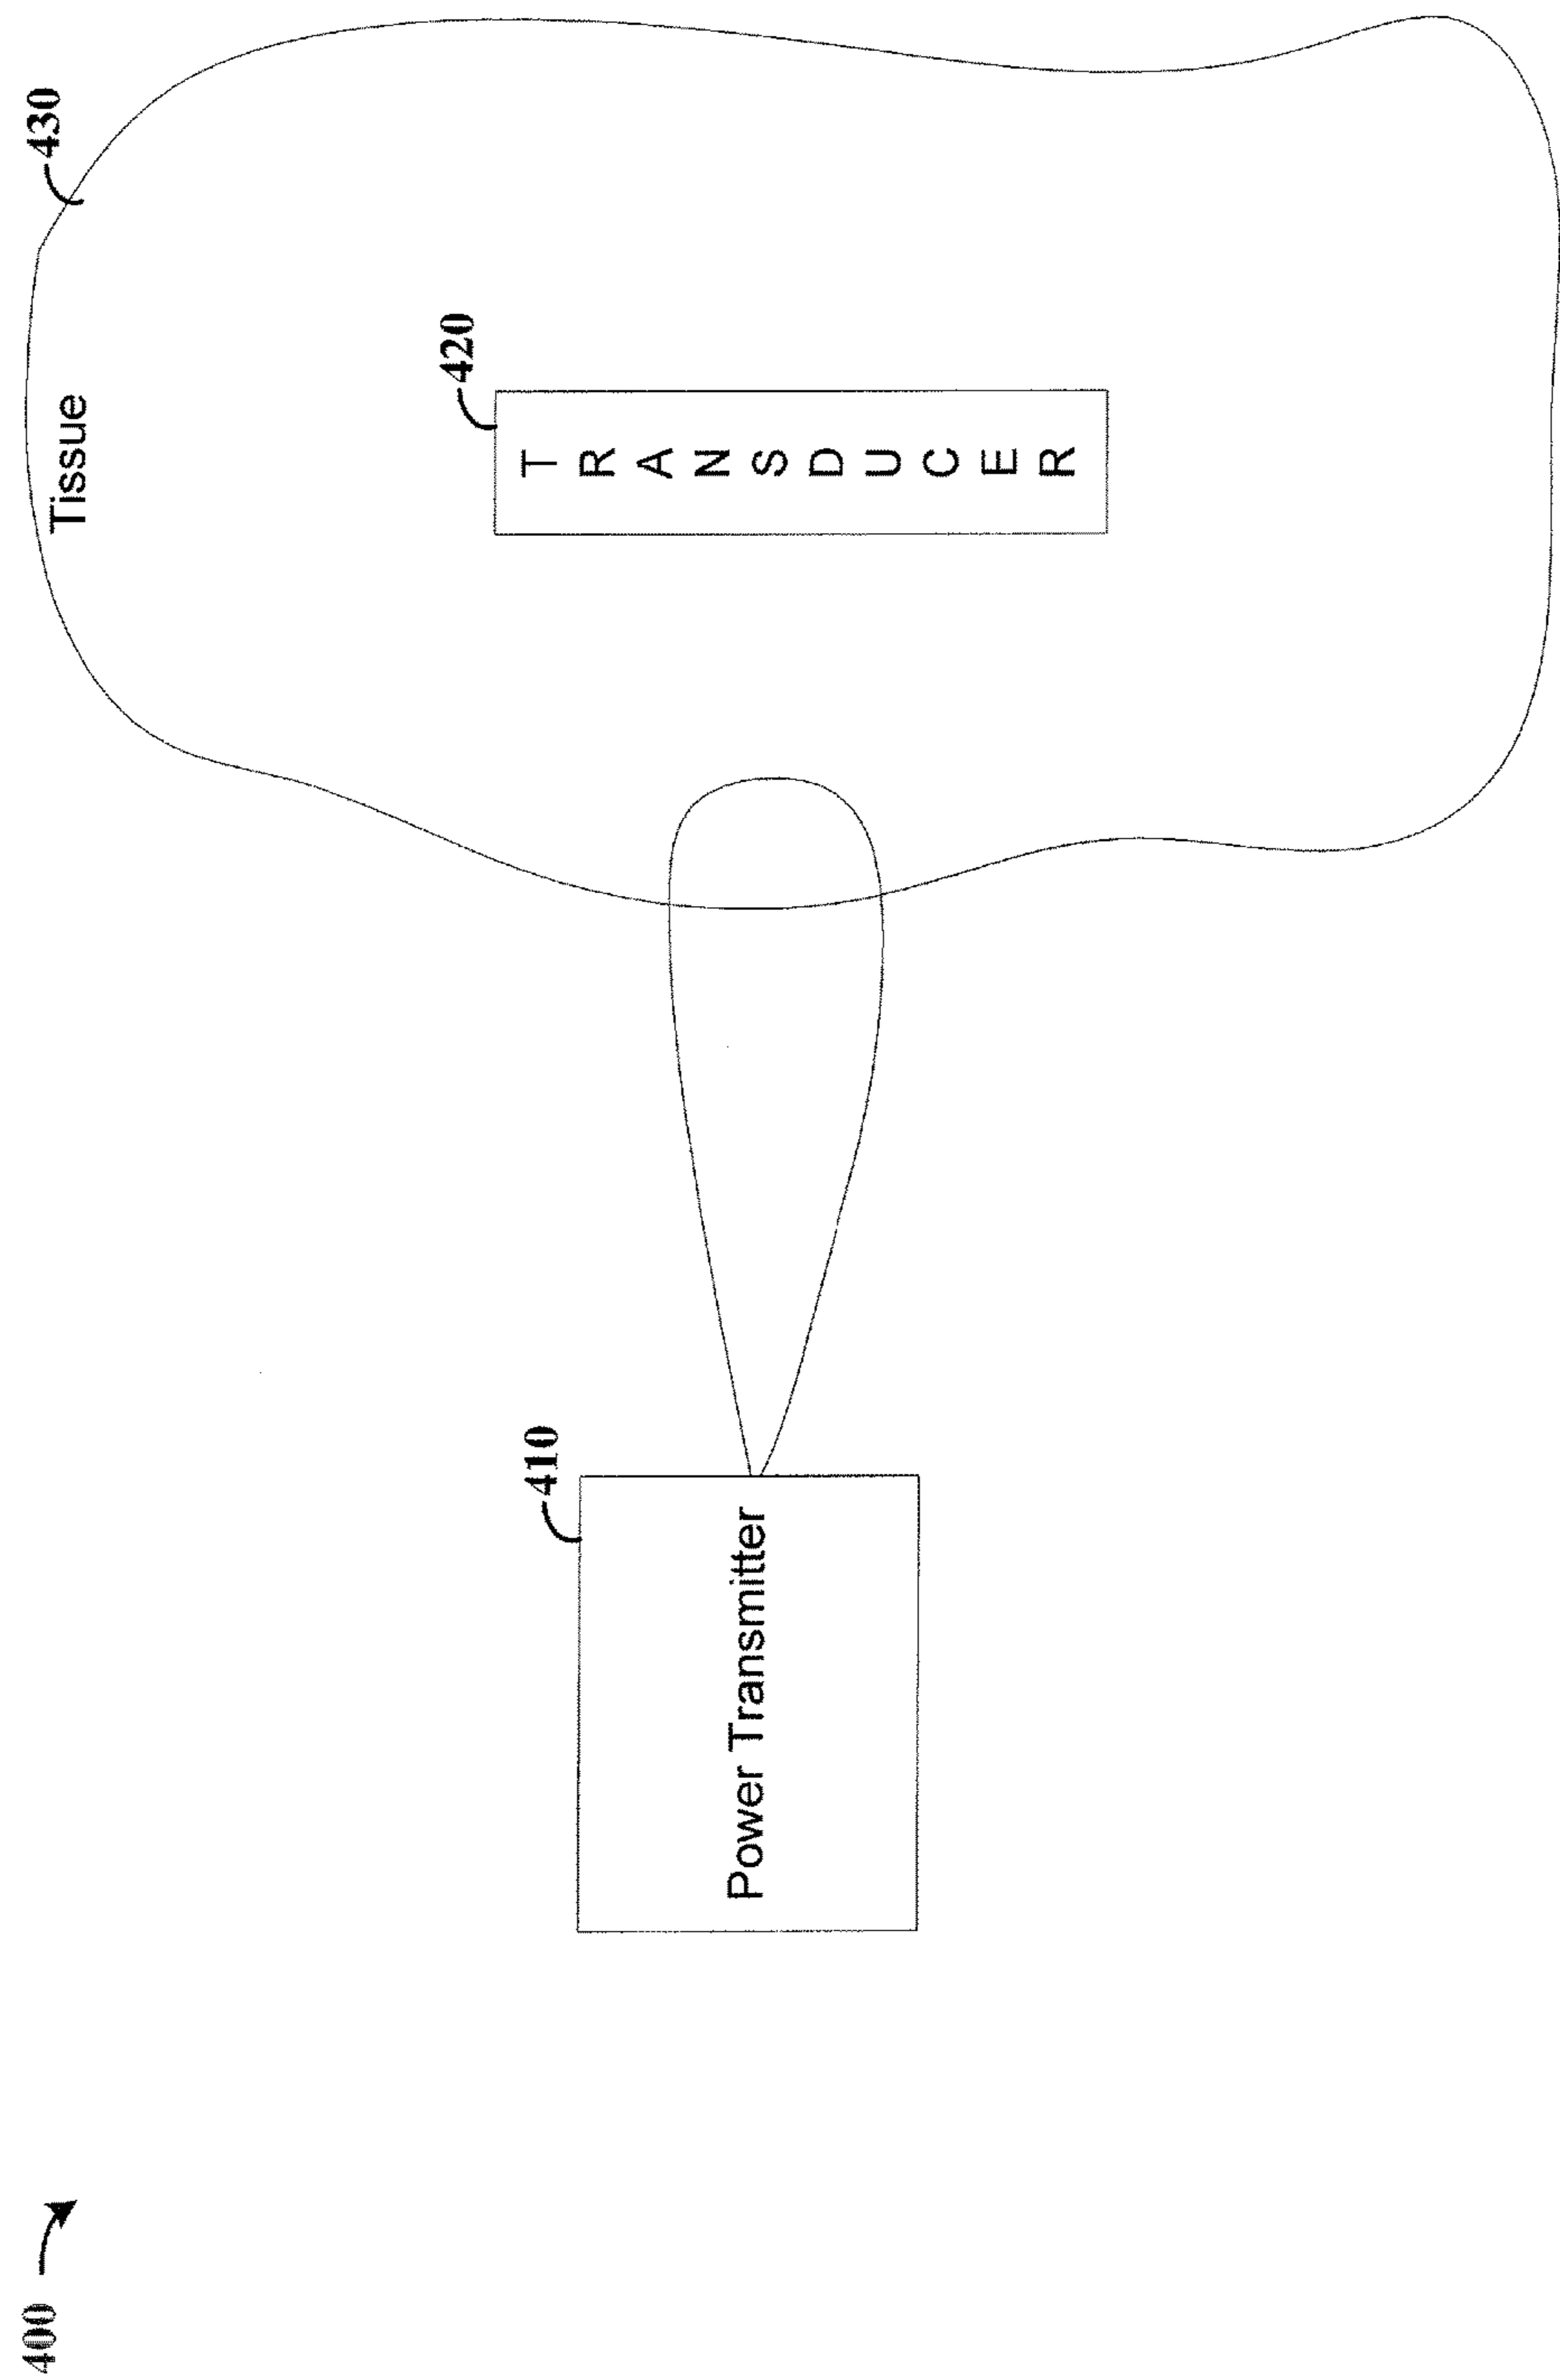 400
Power Transmitter
410
TRANSDUCER
420
Tissue
430